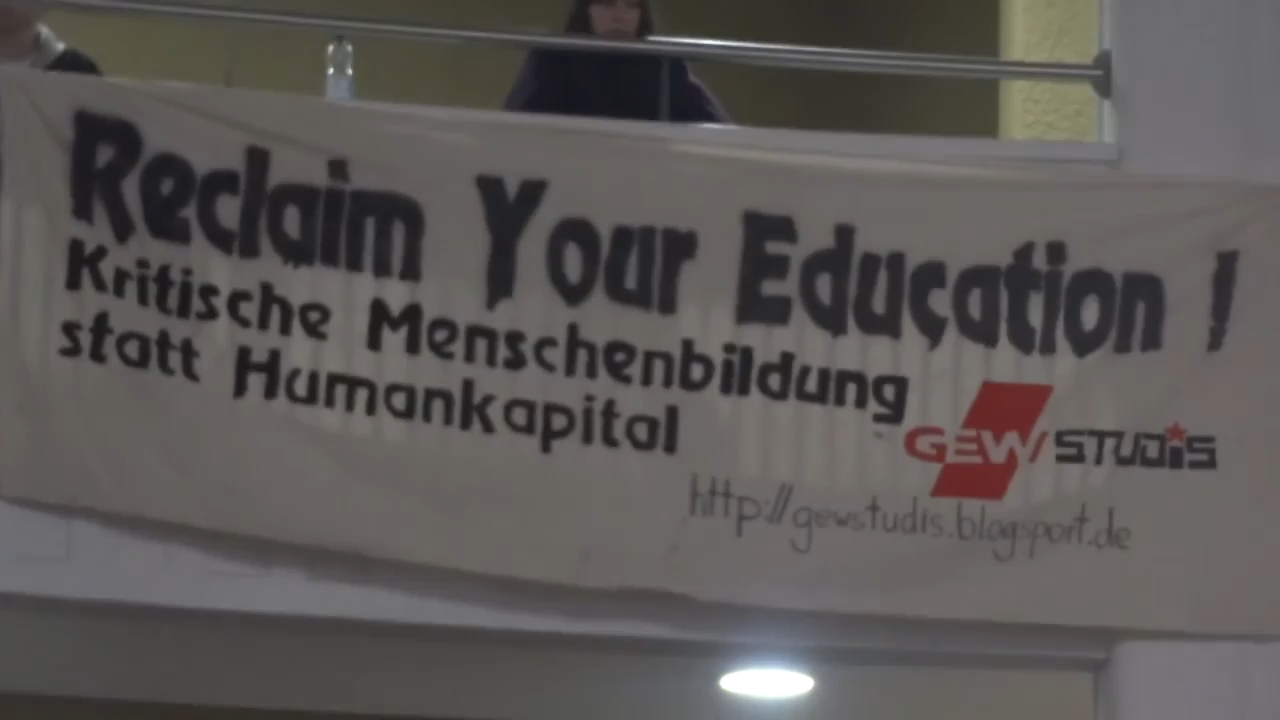 Reclaim Your Education !
Kritische Menschenbildung
statt Humankapital
GEW STUDiS
http://gewstudis.blogsport.de